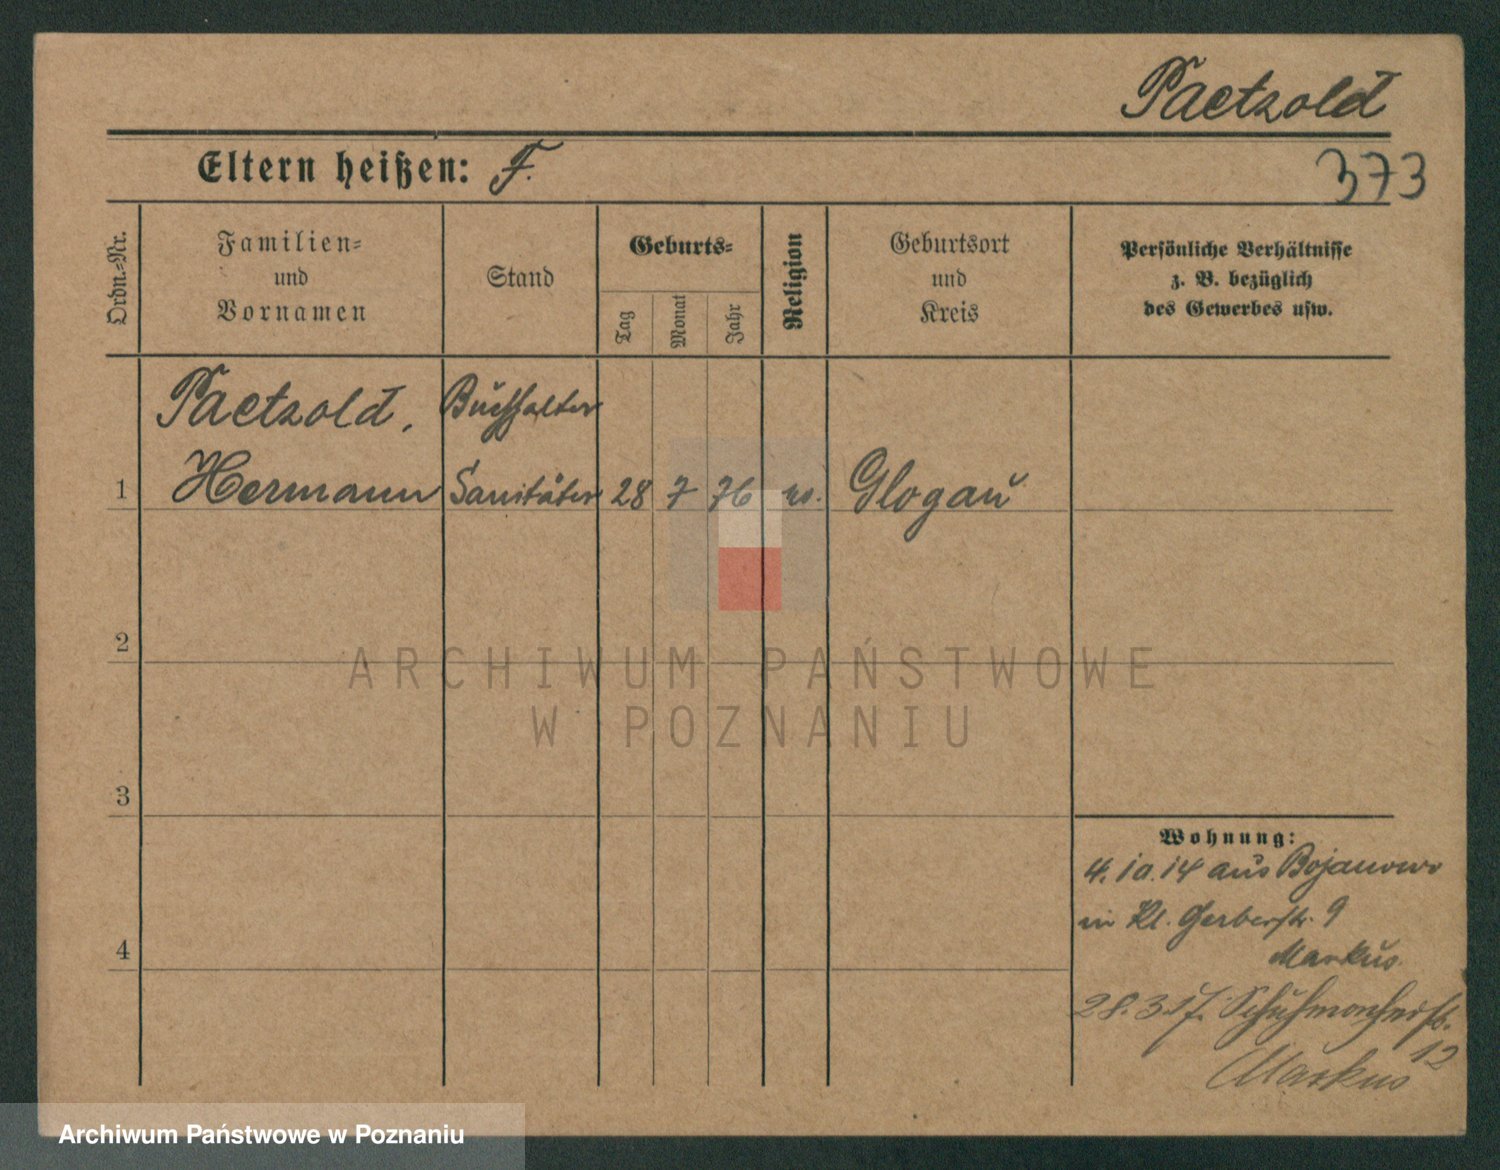 Paetzold
Eltern heißen: F.
373
Ordn.=Nr.
Familien=
und
Vornamen
Stand
Geburts=
Tag
Monat
Jahr
Religion
Geburtsort
und
Kreis
Persönliche Verhältnisse
z. B. bezüglich
des Gewerbes usw.
Paetzold, Buchhalter
1 Hermann Sanitäter 28 7 76 Glogau
2
3
4
Wohnung:
4. 10. 14 aus Bojanowo
in Kl. Gerberstr. 9
Markus
28. 3. 17. Schuhmacherstr.
12
Markus
ARCHIWUM PAŃSTWOWE
W POZNANIU
Archiwum Państwowe w Poznaniu